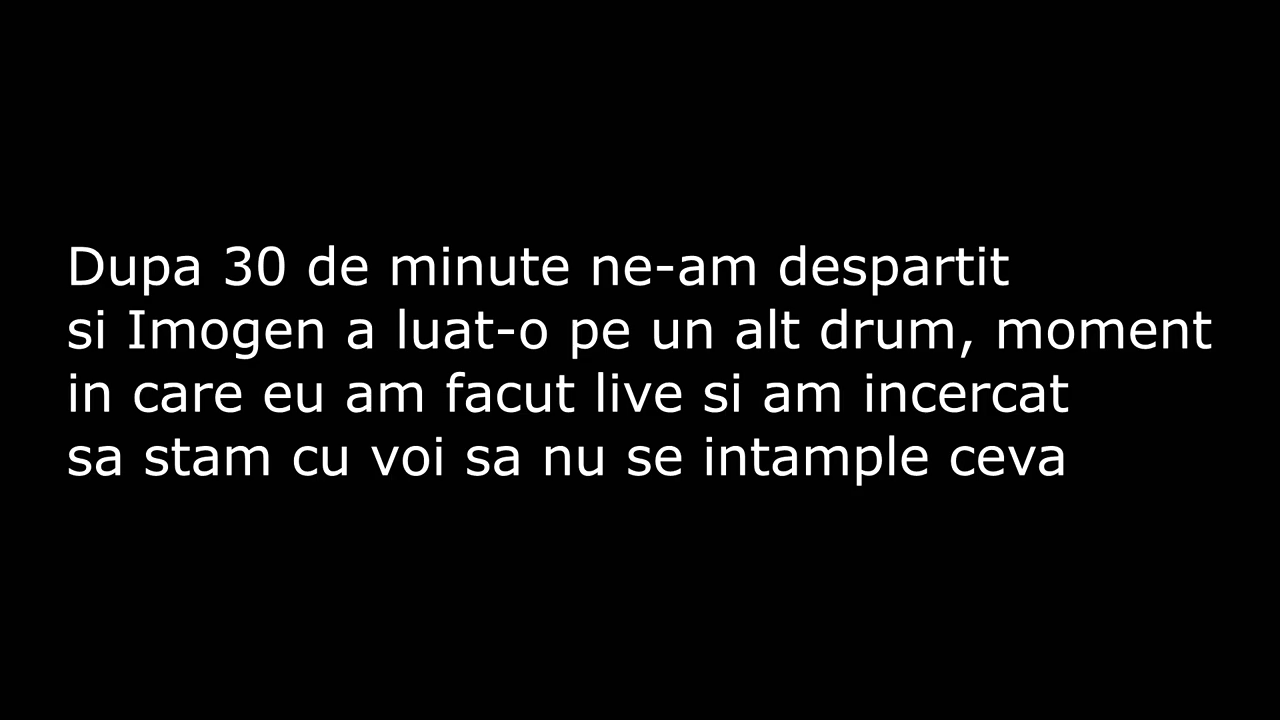 Dupa 30 de minute ne-am despartit
si Imogen a luat-o pe un alt drum, moment
in care eu am facut live si am incercat
sa stam cu voi sa nu se intample ceva